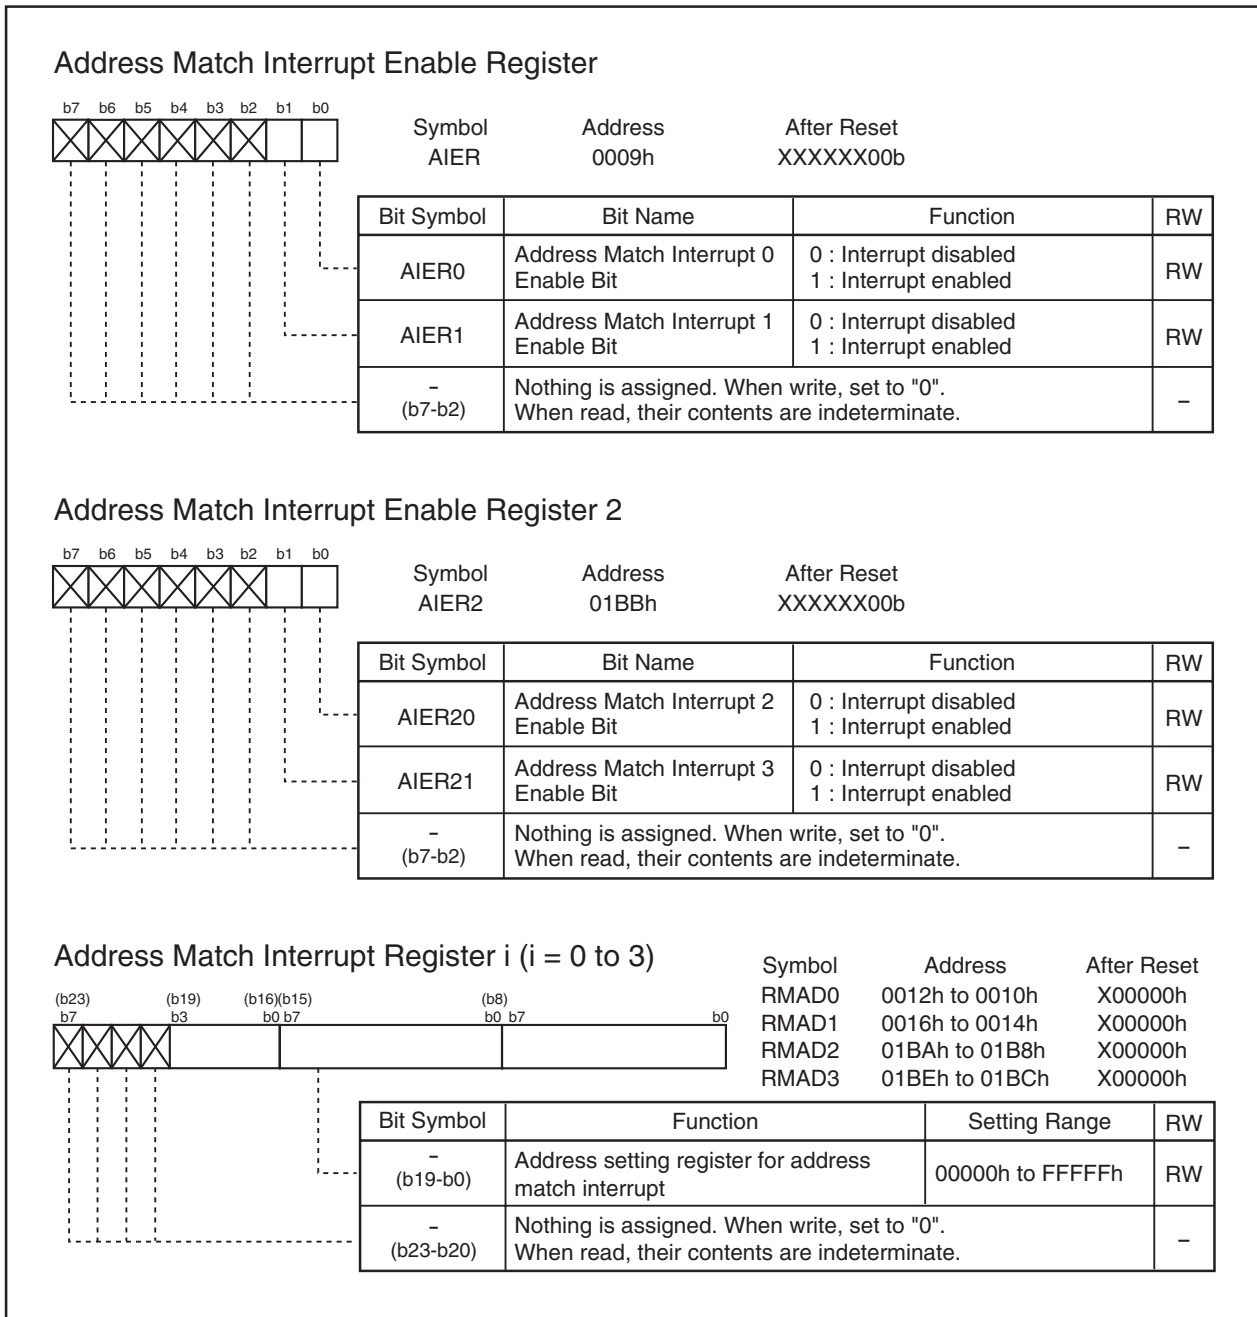 Address Match Interrupt Enable Register
b7 b6 b5 b4 b3 b2 b1 b0
Symbol Address After Reset
AIER 0009h XXXXXX00b
Bit Symbol Bit Name Function RW
AIER0 Address Match Interrupt 0 Enable Bit 0 : Interrupt disabled 1 : Interrupt enabled RW
AIER1 Address Match Interrupt 1 Enable Bit 0 : Interrupt disabled 1 : Interrupt enabled RW
– (b7-b2) Nothing is assigned. When write, set to "0". When read, their contents are indeterminate. –
Address Match Interrupt Enable Register 2
b7 b6 b5 b4 b3 b2 b1 b0
Symbol Address After Reset
AIER2 01BBh XXXXXX00b
Bit Symbol Bit Name Function RW
AIER20 Address Match Interrupt 2 Enable Bit 0 : Interrupt disabled 1 : Interrupt enabled RW
AIER21 Address Match Interrupt 3 Enable Bit 0 : Interrupt disabled 1 : Interrupt enabled RW
– (b7-b2) Nothing is assigned. When write, set to "0". When read, their contents are indeterminate. –
Address Match Interrupt Register i (i = 0 to 3)
Symbol Address After Reset
RMAD0 0012h to 0010h X00000h
RMAD1 0016h to 0014h X00000h
RMAD2 01BAh to 01B8h X00000h
RMAD3 01BEh to 01BCh X00000h
(b23) (b19) (b16)(b15) (b8)
b7 b3 b0 b7 b0 b7 b0
Bit Symbol Function Setting Range RW
– (b19-b0) Address setting register for address match interrupt 00000h to FFFFFh RW
– (b23-b20) Nothing is assigned. When write, set to "0". When read, their contents are indeterminate. –